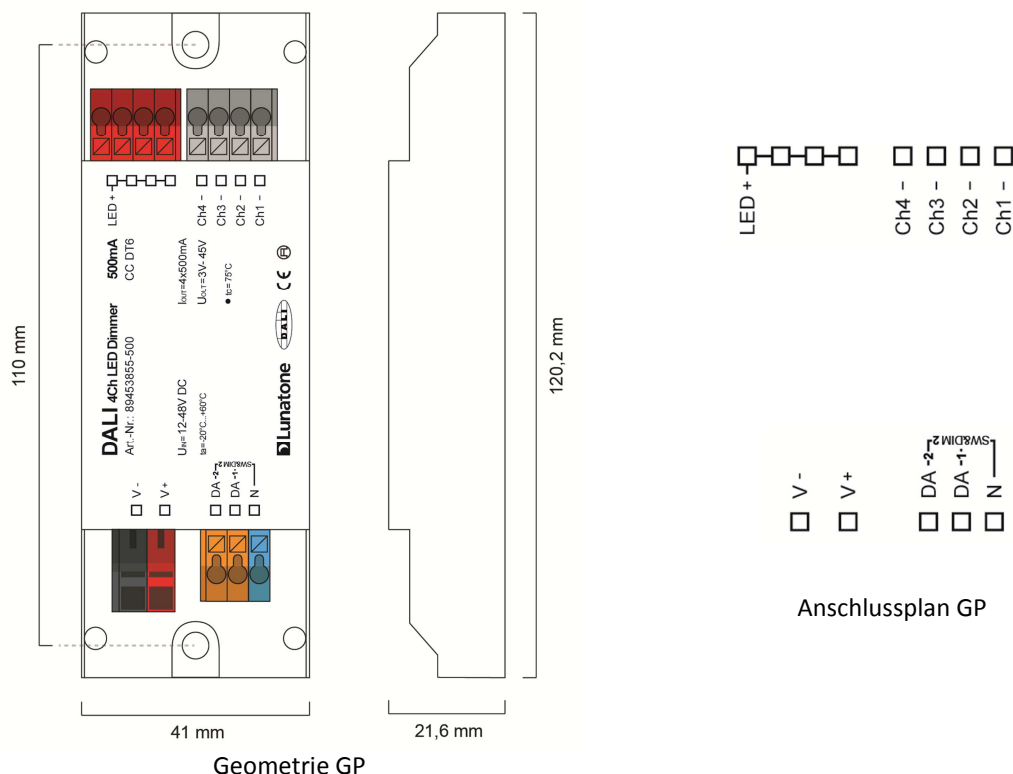 LED +
Ch4 –
Ch3 –
Ch2 –
Ch1 –
DALI 4Ch LED Dimmer 500mA
Art.-Nr.: 89453855-500 CC DT6
UIN=12-48V DC IOUT=4x500mA
ta=-20°C...+60°C UOUT=3V- 45V
● tc=75°C
Lunatone DALI CE
V -
V +
DA -2-
DA -1-
N
SW&DIM 2
110 mm
120,2 mm
41 mm
21,6 mm
Geometrie GP
LED +
Ch4 –
Ch3 –
Ch2 –
Ch1 –
V -
V +
DA -2-
DA -1-
N
SW&DIM 2
Anschlussplan GP